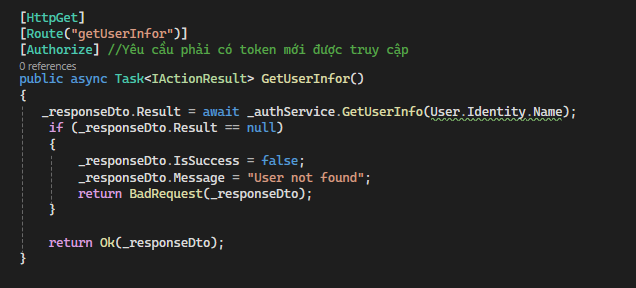 [HttpGet]
[Route("getUserInfor")]
[Authorize] //Yêu cầu phải có token mới được truy cập
0 references
public async Task<IActionResult> GetUserInfor()
{
_responseDto.Result = await _authService.GetUserInfo(User.Identity.Name);
if (_responseDto.Result == null)
{
_responseDto.IsSuccess = false;
_responseDto.Message = "User not found";
return BadRequest(_responseDto);
}
return Ok(_responseDto);
}